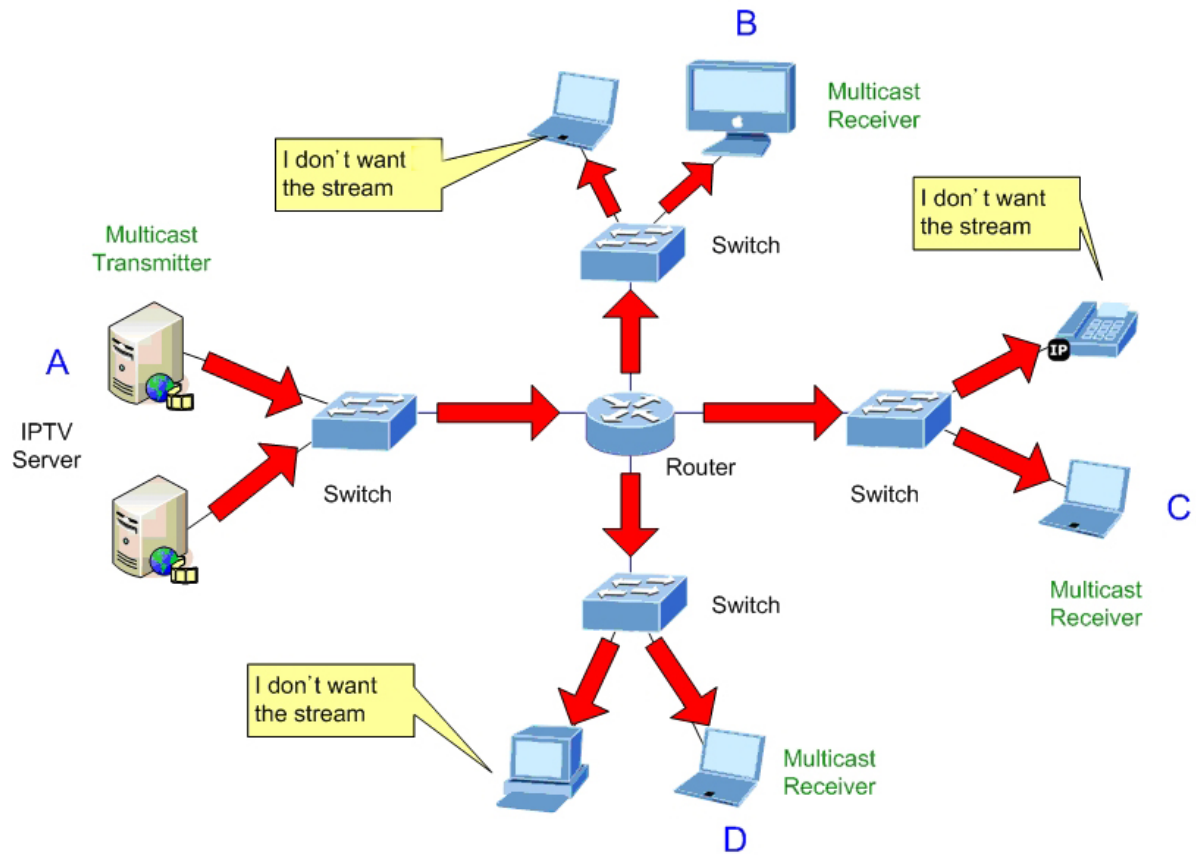 B
Multicast
Receiver
I don't want
the stream
I don't want
the stream
Switch
Multicast
Transmitter
A
IP
IPTV
Server
Switch
Router
Switch
C
Switch
Multicast
Receiver
I don't want
the stream
Multicast
Receiver
D